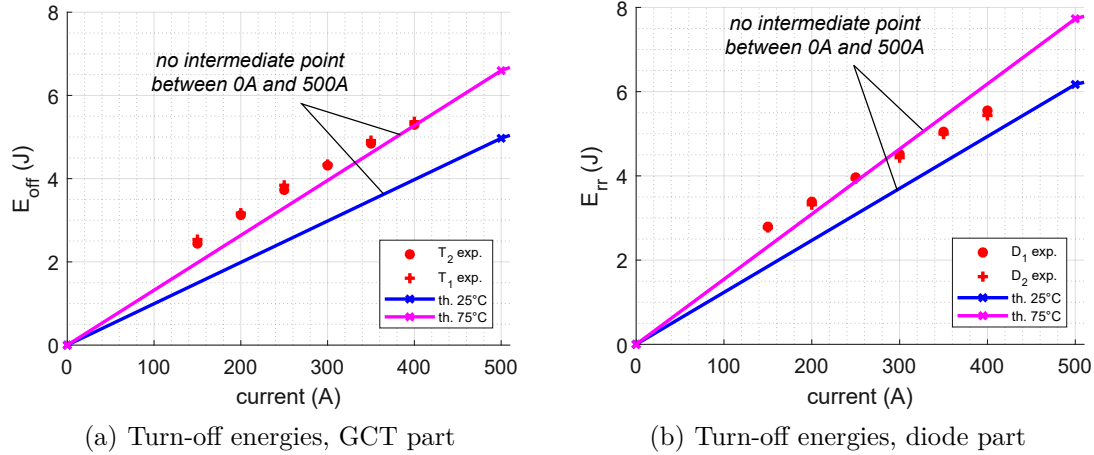 no intermediate point
between 0A and 500A
E_off (J)
8
6
4
2
0
T_2 exp.
T_1 exp.
th. 25°C
th. 75°C
0 100 200 300 400 500
current (A)
(a) Turn-off energies, GCT part
no intermediate point
between 0A and 500A
E_rr (J)
8
6
4
2
0
D_1 exp.
D_2 exp.
th. 25°C
th. 75°C
0 100 200 300 400 500
current (A)
(b) Turn-off energies, diode part